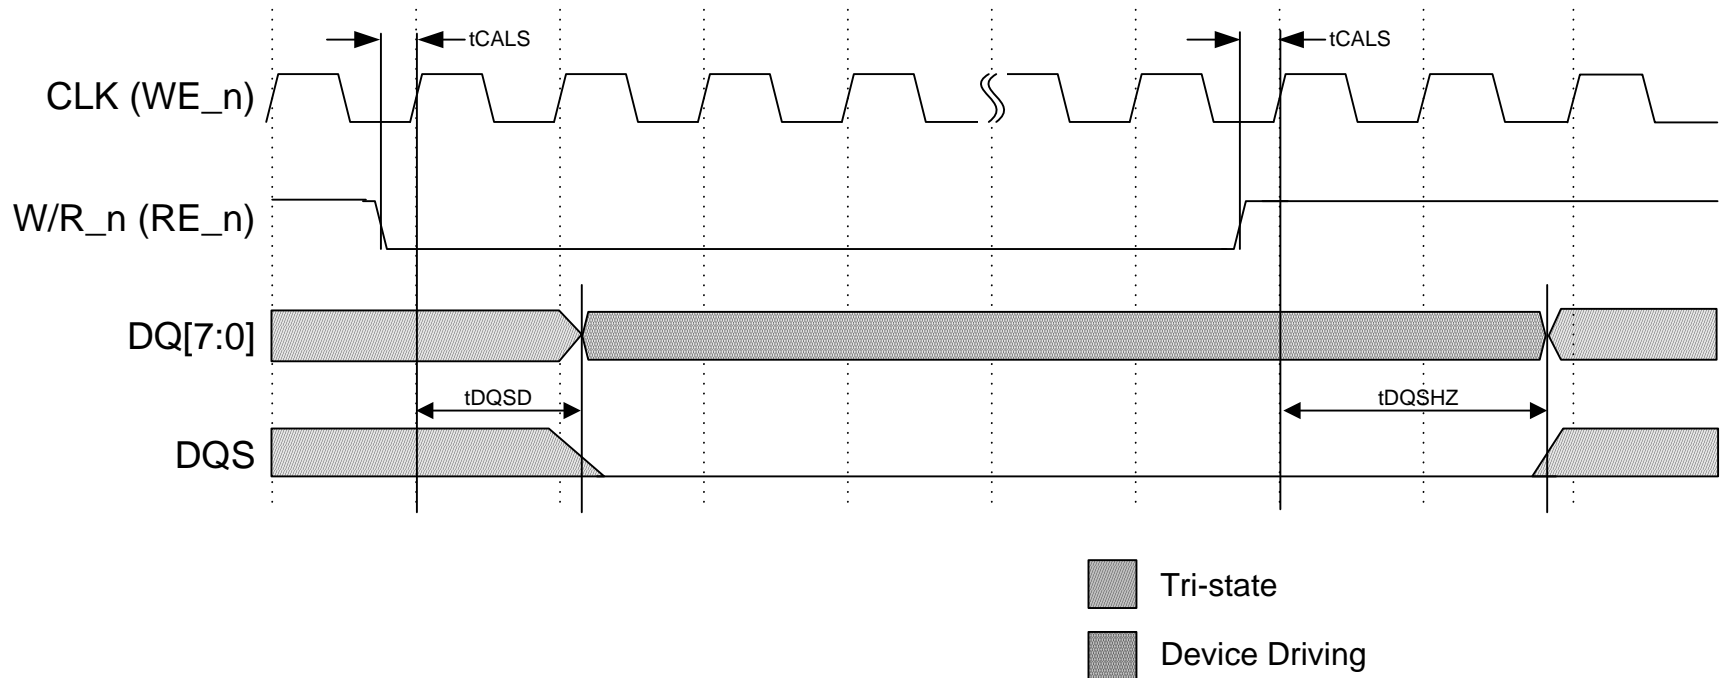 tCALS tCALS
CLK (WE_n)
W/R_n (RE_n)
DQ[7:0]
tDQSD tDQSHZ
DQS
Tri-state
Device Driving